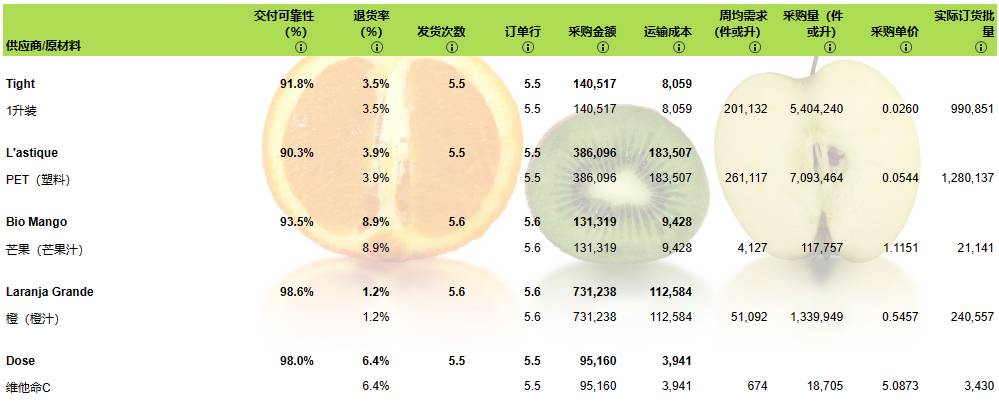 供应商/原材料 交付可靠性 (%) 退货率 (%) 发货次数 订单行 采购金额 运输成本 周均需求 (件或升) 采购量（件或升） 采购单价 实际订货批量
Tight 91.8% 3.5% 5.5 5.5 140,517 8,059
1升装 3.5% 5.5 140,517 8,059 201,132 5,404,240 0.0260 990,851
L'astique 90.3% 3.9% 5.5 5.5 386,096 183,507
PET（塑料） 3.9% 5.5 386,096 183,507 261,117 7,093,464 0.0544 1,280,137
Bio Mango 93.5% 8.9% 5.6 5.6 131,319 9,428
芒果（芒果汁） 8.9% 5.6 131,319 9,428 4,127 117,757 1.1151 21,141
Laranja Grande 98.6% 1.2% 5.6 5.6 731,238 112,584
橙（橙汁） 1.2% 5.6 731,238 112,584 51,092 1,339,949 0.5457 240,557
Dose 98.0% 6.4% 5.5 5.5 95,160 3,941
维他命C 6.4% 5.5 95,160 3,941 674 18,705 5.0873 3,430